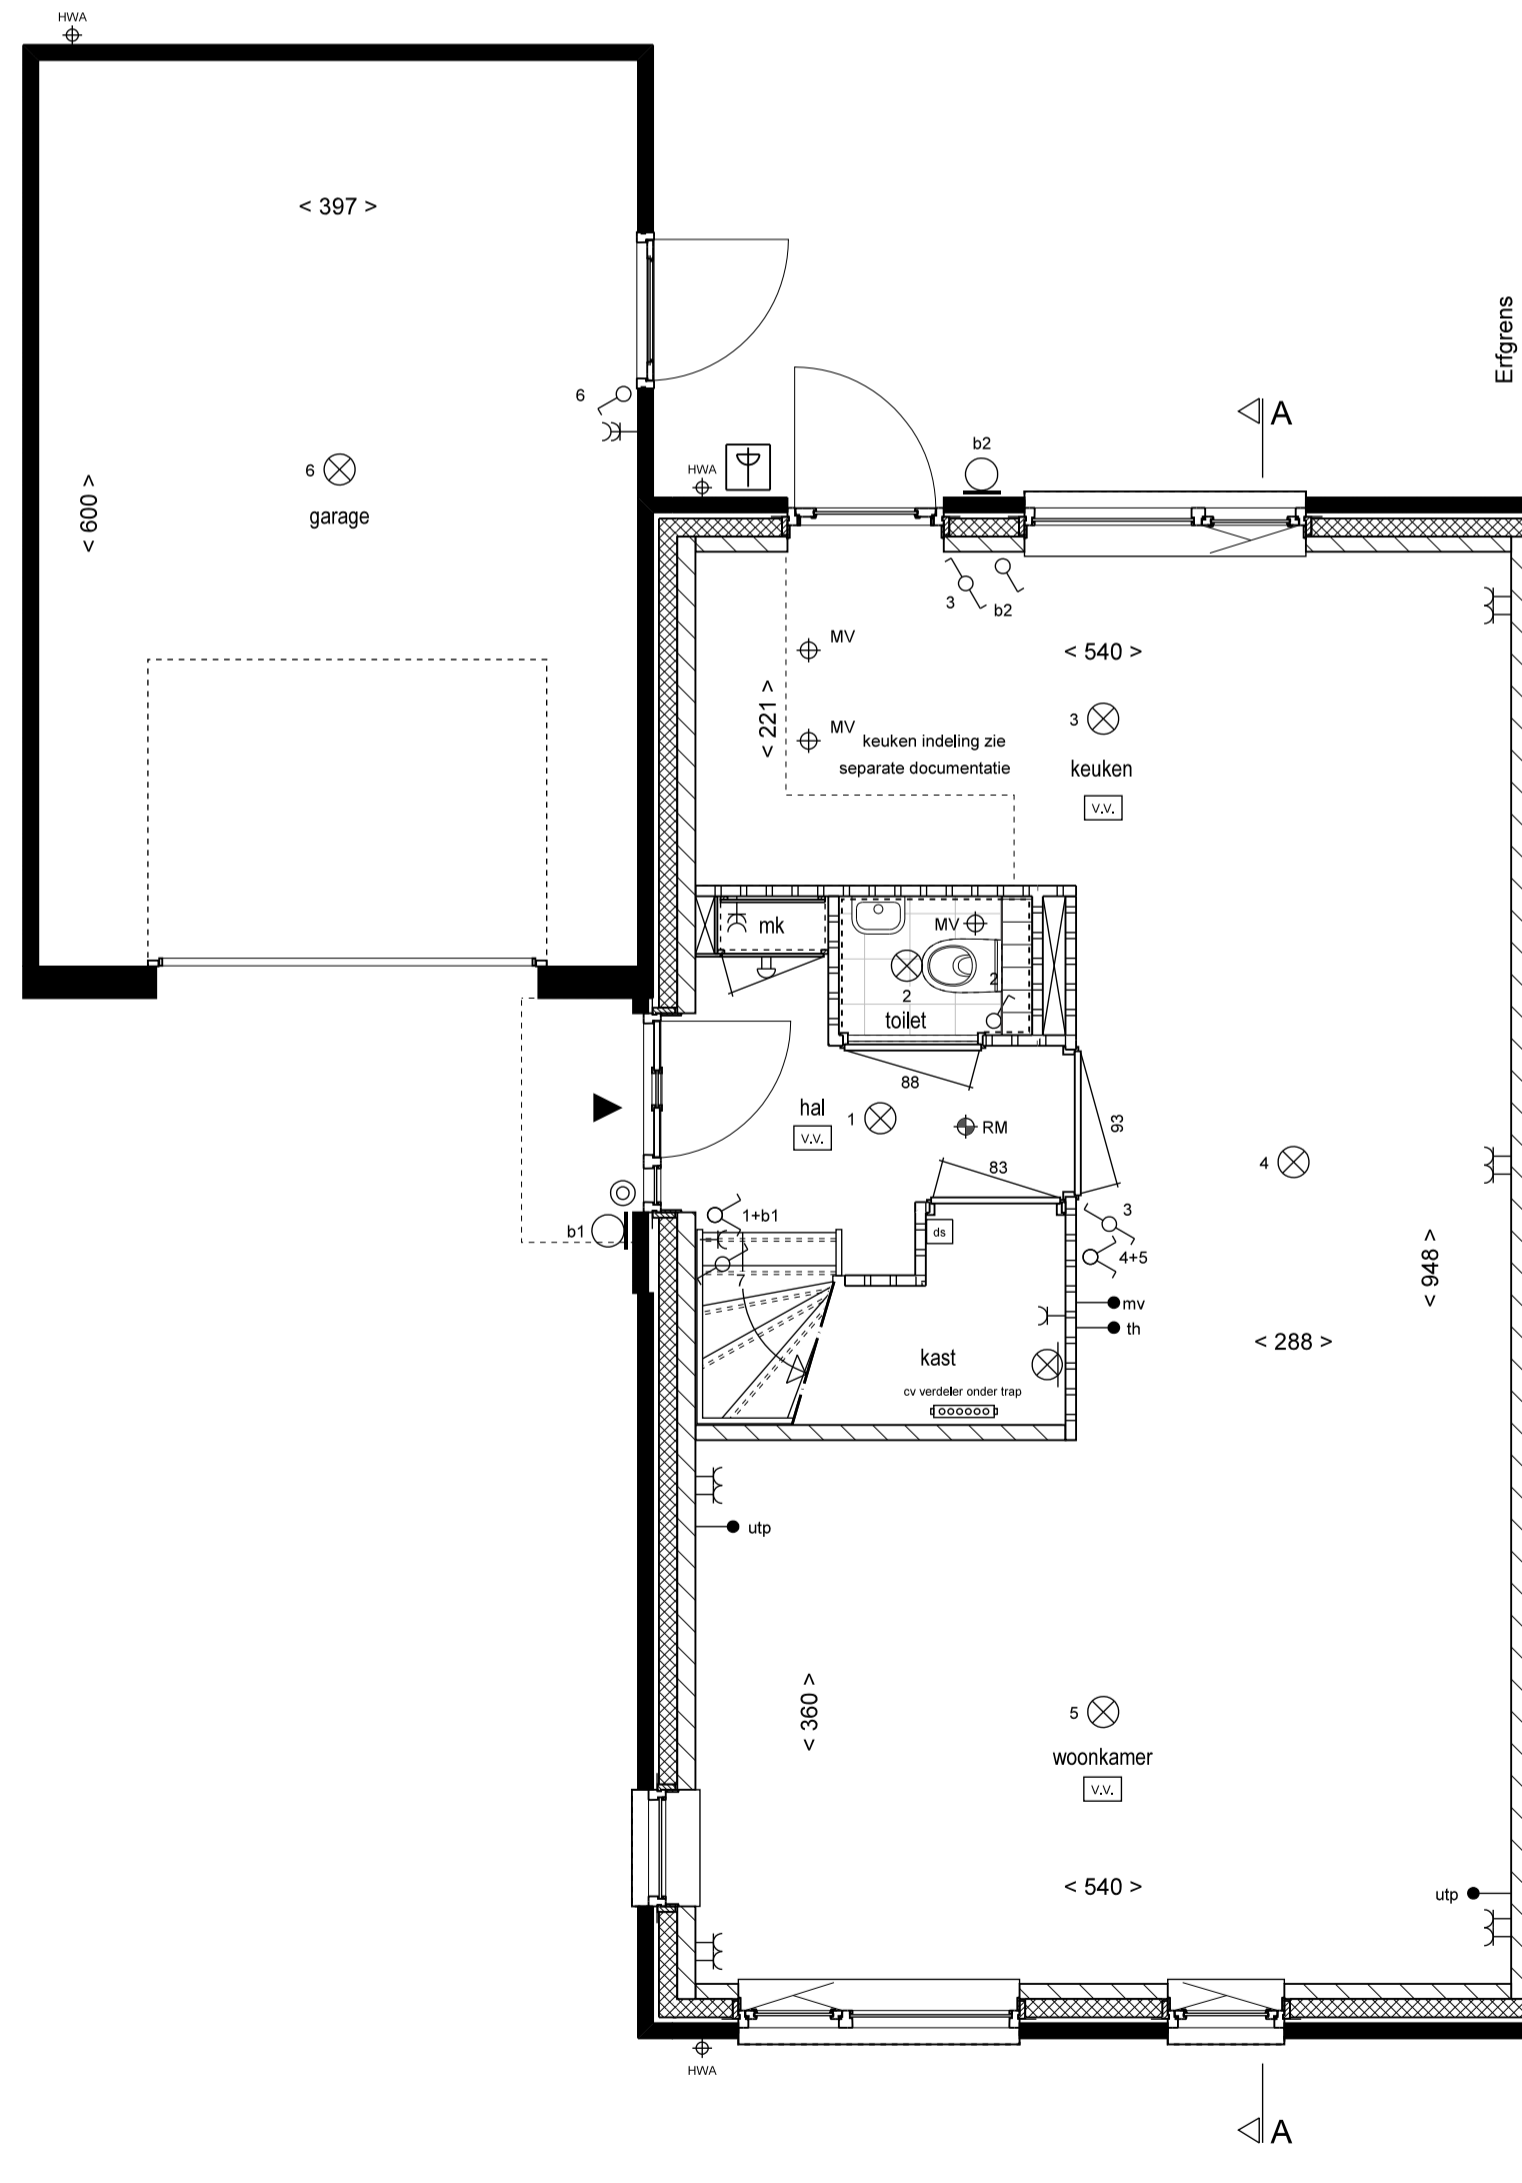 HWA
< 397 >
Erfgrens
6
A
b2
HWA
6
< 600 >
garage
3
b2
MV
< 540 >
< 221 >
3
MV
keuken indeling zie
separate documentatie
keuken
v.v.
mk
MV
2
2
toilet
88
hal
1
v.v.
RM
93
83
4
1+b1
3
b1
ds
4+5
7
< 948 >
mv
th
< 288 >
kast
cv verdeler onder trap
utp
< 360 >
5
woonkamer
v.v.
< 540 >
utp
HWA
A